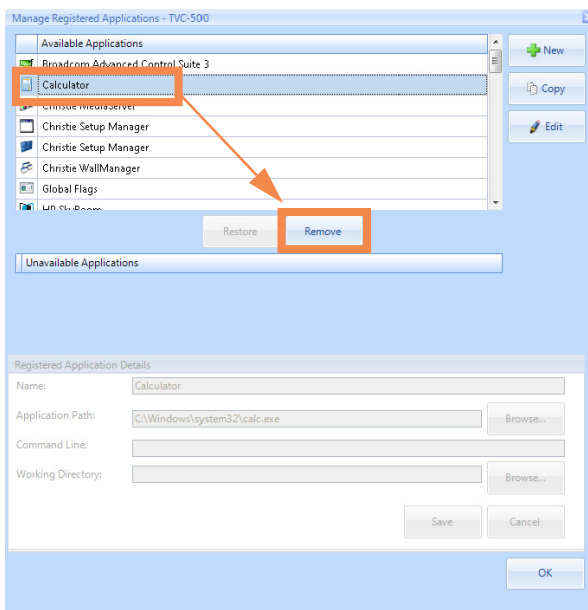 Manage Registered Applications - TVC-500
Available Applications
Broadcom Advanced Control Suite 3
Calculator
Christie MediaServer
Christie Setup Manager
Christie Setup Manager
Christie WallManager
Global Flags
HP SkyRoom
New
Copy
Edit
Restore
Remove
Unavailable Applications
Registered Application Details
Name:
Calculator
Application Path:
C:\Windows\system32\calc.exe
Browse...
Command Line:
Working Directory:
Browse...
Save
Cancel
OK